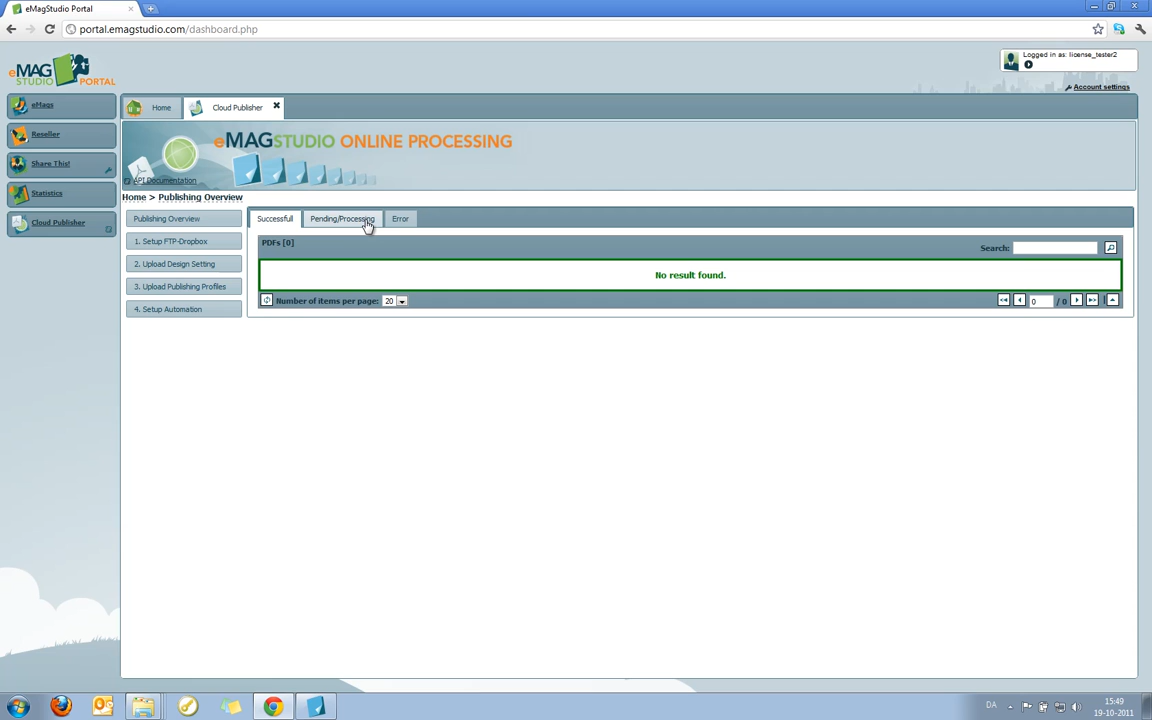 eMagStudio Portal
portal.emagstudio.com/dashboard.php
eMAG STUDIO PORTAL
Logged in as: license_tester2
Account settings
eMags
Reseller
Share This!
Statistics
Cloud Publisher
Home
Cloud Publisher
eMAGSTUDIO ONLINE PROCESSING
API Documentation
Home > Publishing Overview
Publishing Overview
1. Setup FTP-Dropbox
2. Upload Design Setting
3. Upload Publishing Profiles
4. Setup Automation
Successfull
Pending/Processing
Error
PDFs [0]
Search:
No result found.
Number of items per page: 20
0 / 0
DA
15:49
19-10-2011